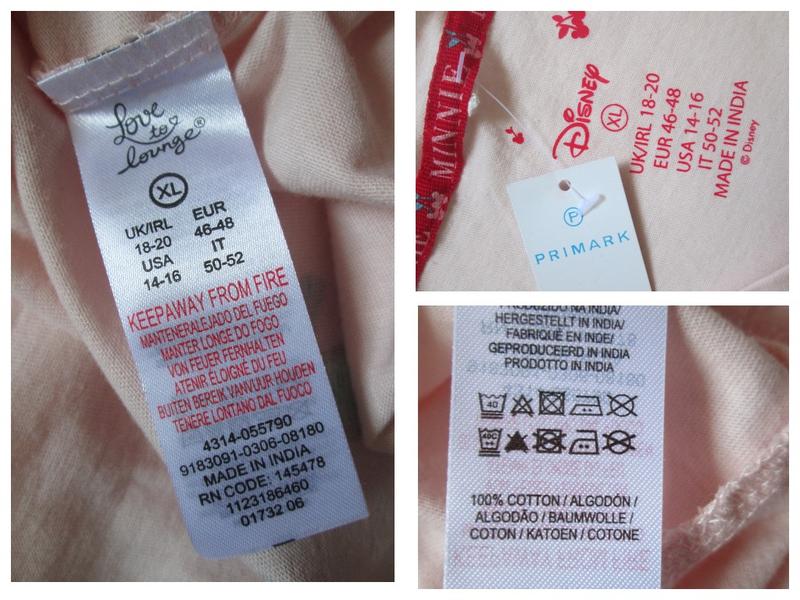 Love
to
lounge®
XL
UK/IRL EUR
18-20 46-48
USA IT
14-16 50-52
KEEPAWAY FROM FIRE
MANTENERALEJADO DEL FUEGO
MANTER LONGE DO FOGO
VON FEUER FERNHALTEN
ATENIR ÉLOIGNE DU FEU
BUITEN BEREIK VANVUUR HOUDEN
TENERE LONTANO DAL FUOCO
4314-055790
9183091-0306-08180
MADE IN INDIA
RN CODE: 145478
1123186460
01732 06
MINNIE
Disney
XL
UK/IRL 18-20
EUR 46-48
USA 14-16
IT 50-52
MADE IN INDIA
© Disney
P
PRIMARK
PRODUZIDO NA INDIA/
HERGESTELLT IN INDIA/
FABRIQUÉ EN INDE/
GEPRODUCEERD IN INDIA
PRODOTTO IN INDIA
40
40C
100% COTTON / ALGODÓN /
ALGODÃO / BAUMWOLLE /
COTON / KATOEN / COTONE